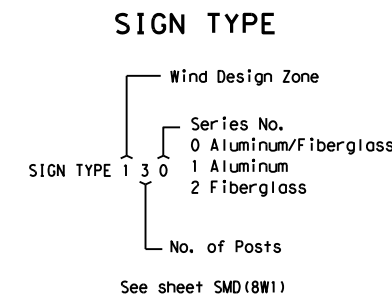 SIGN TYPE
Wind Design Zone
Series No.
0 Aluminum/Fiberglass
SIGN TYPE 1 3 0
1 Aluminum
2 Fiberglass
No. of Posts
See sheet SMD(8W1)